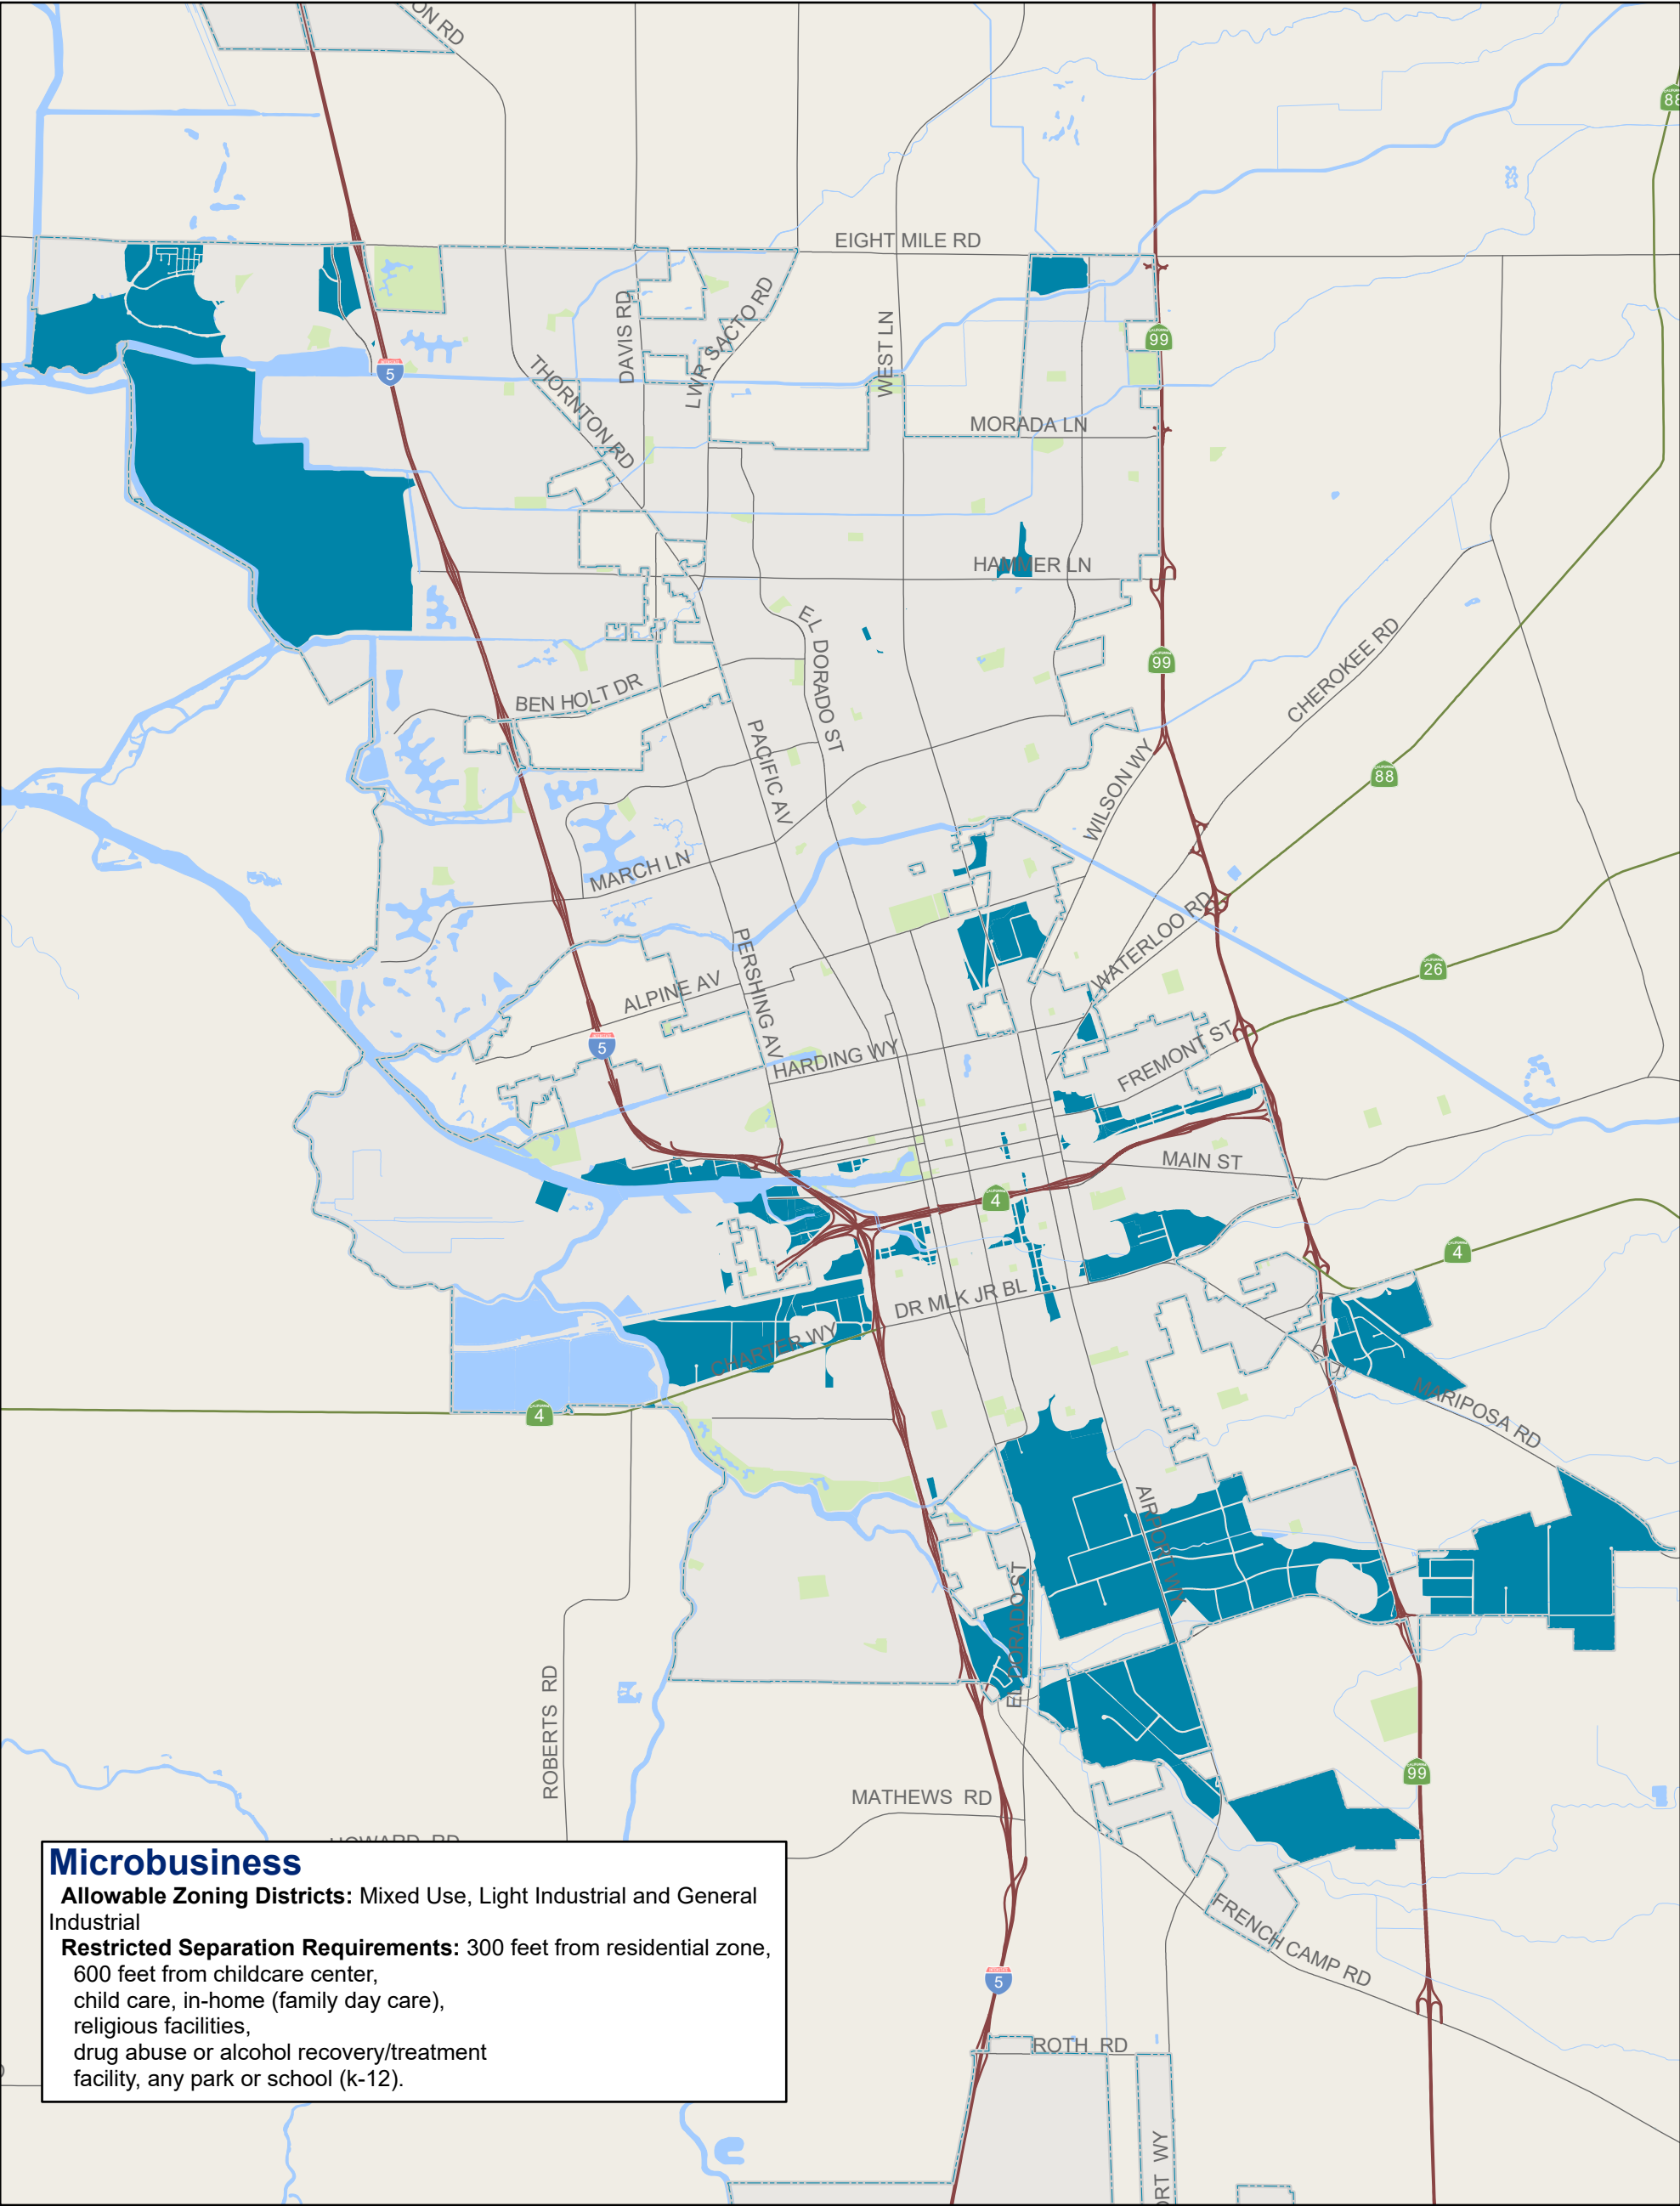 ON RD
88
EIGHT MILE RD
DAVIS RD
LWR SACTO RD
WEST LN
99
5
THORNTON RD
MORADA LN
HAMMER LN
EL DORADO ST
99
CHEROKEE RD
BEN HOLT DR
PACIFIC AV
WILSON WY
88
MARCH LN
WATERLOO RD
PERSHING AV
26
ALPINE AV
5
HARDING WY
FREMONT ST
MAIN ST
4
4
DR MLK JR BL
CHARTER WY
4
MARIPOSA RD
AIRPORT WY
EL DORADO ST
ROBERTS RD
MATHEWS RD
99
HOWARD RD
FRENCH CAMP RD
5
ROTH RD
ORT WY
Microbusiness
Allowable Zoning Districts: Mixed Use, Light Industrial and General
Industrial
Restricted Separation Requirements: 300 feet from residential zone,
600 feet from childcare center,
child care, in-home (family day care),
religious facilities,
drug abuse or alcohol recovery/treatment
facility, any park or school (k-12).